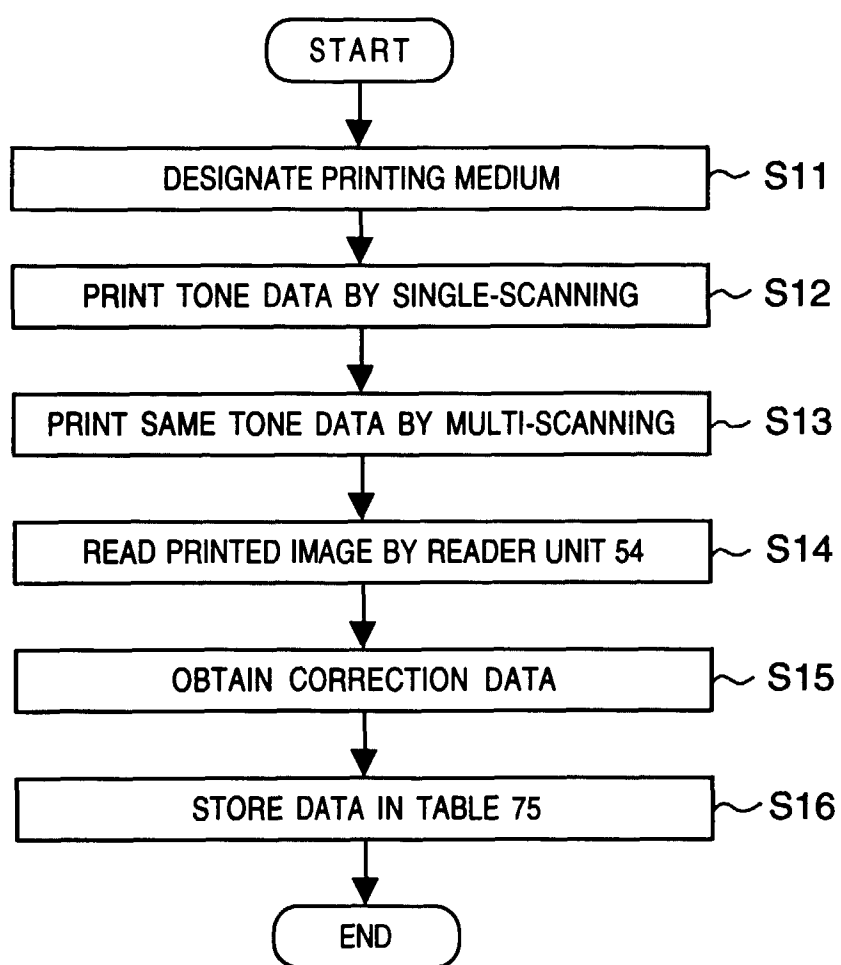 START
DESIGNATE PRINTING MEDIUM ~ S11
PRINT TONE DATA BY SINGLE-SCANNING ~ S12
PRINT SAME TONE DATA BY MULTI-SCANNING ~ S13
READ PRINTED IMAGE BY READER UNIT 54 ~ S14
OBTAIN CORRECTION DATA ~ S15
STORE DATA IN TABLE 75 ~ S16
END